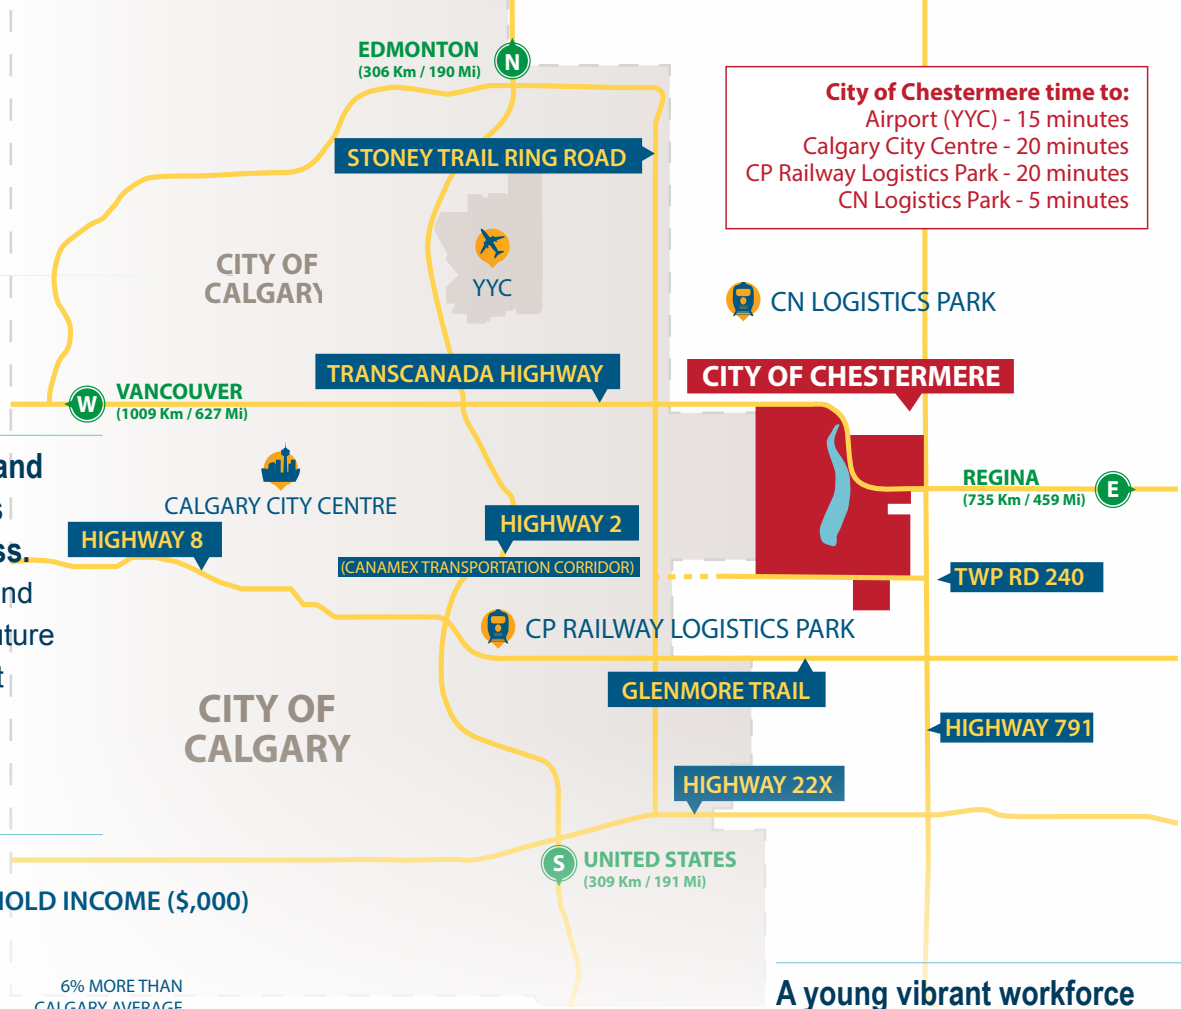 EDMONTON
(306 Km / 190 Mi)
N
City of Chestermere time to:
Airport (YYC) - 15 minutes
Calgary City Centre - 20 minutes
CP Railway Logistics Park - 20 minutes
CN Logistics Park - 5 minutes
STONEY TRAIL RING ROAD
CITY OF
CALGARY
YYC
CN LOGISTICS PARK
TRANSCANADA HIGHWAY
CITY OF CHESTERMERE
W
VANCOUVER
(1009 Km / 627 Mi)
and
s
ss.
nd
uture
t
CALGARY CITY CENTRE
REGINA
(735 Km / 459 Mi)
E
HIGHWAY 8
HIGHWAY 2
(CANAMEX TRANSPORTATION CORRIDOR)
TWP RD 240
CP RAILWAY LOGISTICS PARK
GLENMORE TRAIL
CITY OF
CALGARY
HIGHWAY 791
HIGHWAY 22X
S
UNITED STATES
(309 Km / 191 Mi)
HOLD INCOME ($,000)
6% MORE THAN
CALGARY AVERAGE
A young vibrant workforce